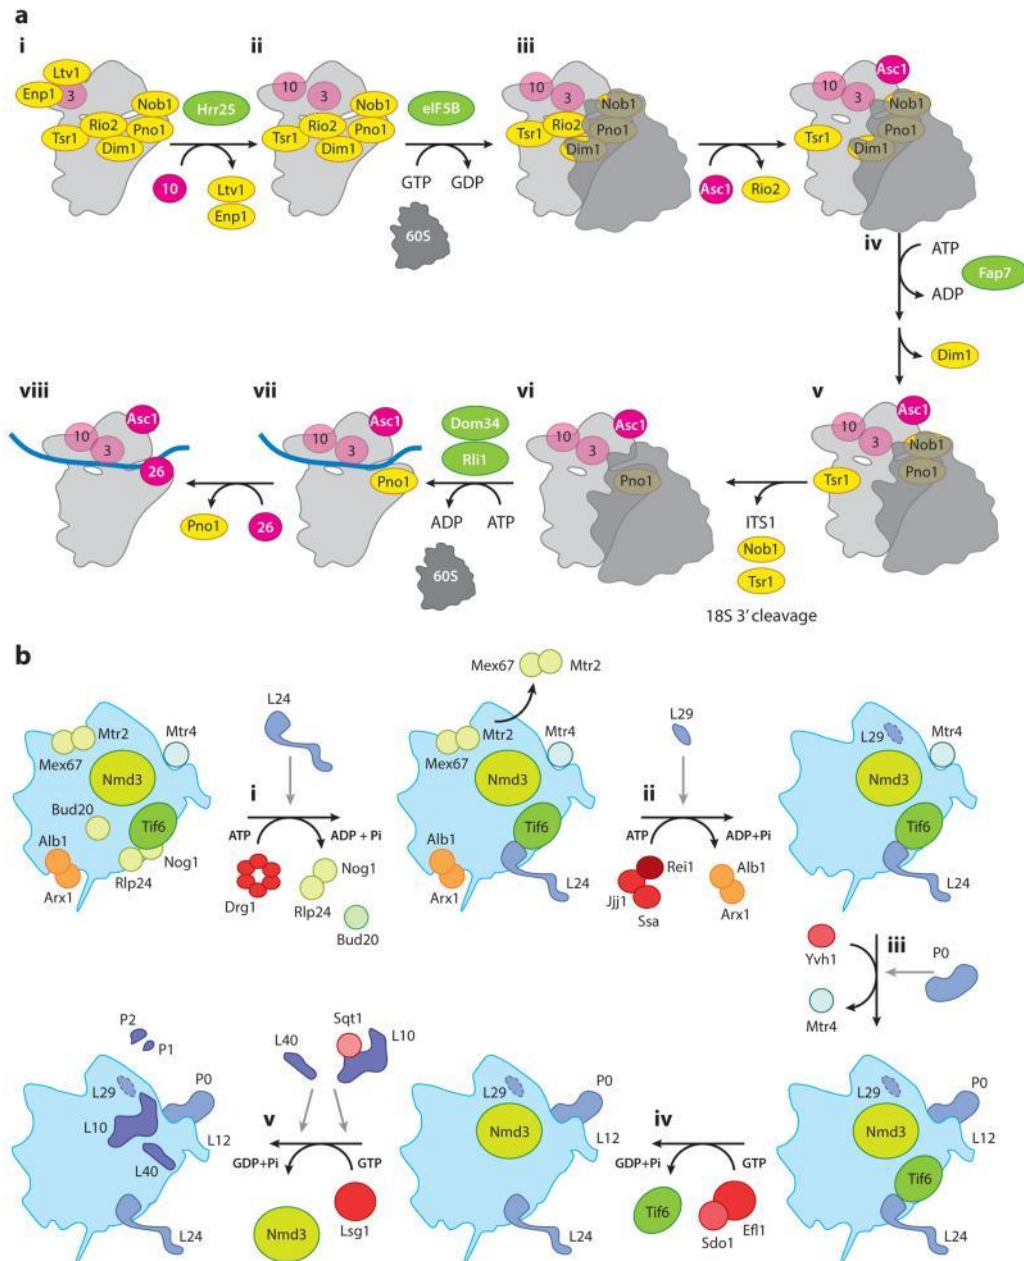 a
i
ii
iii
Ltv1
Enp1
3
Nob1
Rio2
Tsr1
Pno1
Dim1
Hrr25
10
Ltv1
Enp1
10
3
Nob1
Rio2
Tsr1
Pno1
Dim1
eIF5B
GTP
GDP
60S
10
3
Nob1
Tsr1
Rio2
Pno1
Dim1
Asc1
Rio2
Asc1
10
3
Nob1
Tsr1
Pno1
Dim1
iv
ATP
ADP
Fap7
Dim1
viii
vii
vi
v
Asc1
10
3
26
Pno1
26
Asc1
10
3
Pno1
Dom34
Rli1
ADP
ATP
60S
Asc1
10
3
Pno1
ITS1
Nob1
Tsr1
18S 3′ cleavage
Asc1
10
3
Nob1
Pno1
Tsr1
b
Mex67
Mtr2
Mtr2
Mex67
Mtr4
Nmd3
Bud20
Tif6
Alb1
Nog1
Rlp24
Arx1
L24
i
ATP
ADP + Pi
Drg1
Nog1
Rlp24
Bud20
Mtr2
Mex67
Mtr4
Nmd3
Tif6
Alb1
Arx1
L24
L29
ii
ATP
ADP+Pi
Rei1
Jjj1
Ssa
Alb1
Arx1
L29
Mtr4
Nmd3
Tif6
L24
Yvh1
iii
P0
Mtr4
P2
P1
L29
P0
L10
L12
L40
L24
Sqt1
L40
L10
v
GDP+Pi
GTP
Nmd3
Lsg1
L29
P0
Nmd3
L12
L24
iv
GDP+Pi
GTP
Tif6
Sdo1
Efl1
L29
P0
Nmd3
L12
Tif6
L24